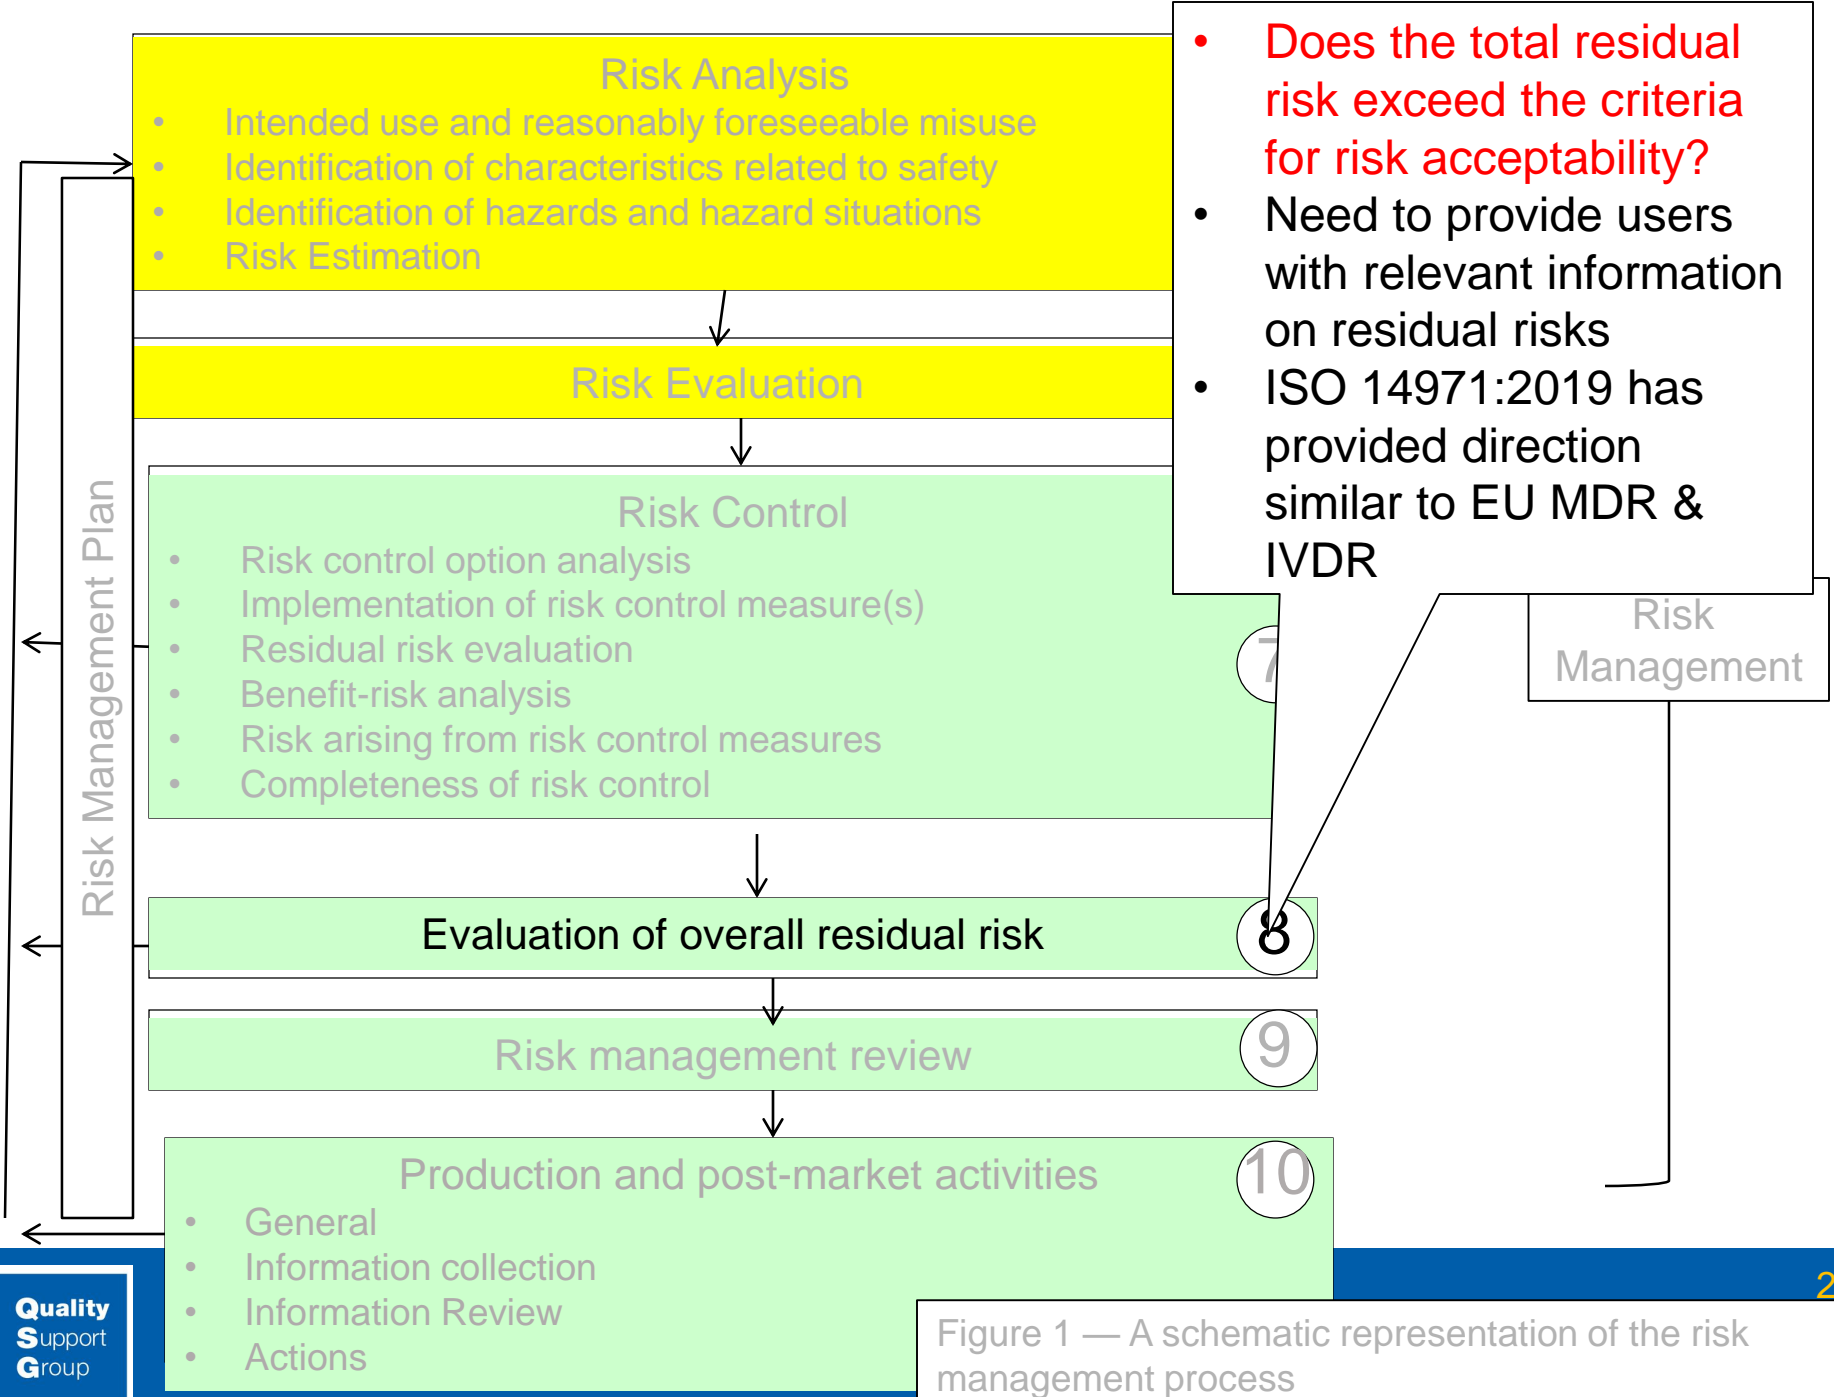 Risk Analysis
• Intended use and reasonably foreseeable misuse
• Identification of characteristics related to safety
• Identification of hazards and hazard situations
• Risk Estimation
Risk Evaluation
Risk Control
• Risk control option analysis
• Implementation of risk control measure(s)
• Residual risk evaluation
• Benefit-risk analysis
• Risk arising from risk control measures
• Completeness of risk control
7
Evaluation of overall residual risk
8
Risk management review
9
Production and post-market activities
10
• General
• Information collection
• Information Review
• Actions
Risk Management Plan
• Does the total residual
risk exceed the criteria
for risk acceptability?
• Need to provide users
with relevant information
on residual risks
• ISO 14971:2019 has
provided direction
similar to EU MDR &
IVDR
Risk
Management
Quality
Support
Group
2
Figure 1 — A schematic representation of the risk
management process